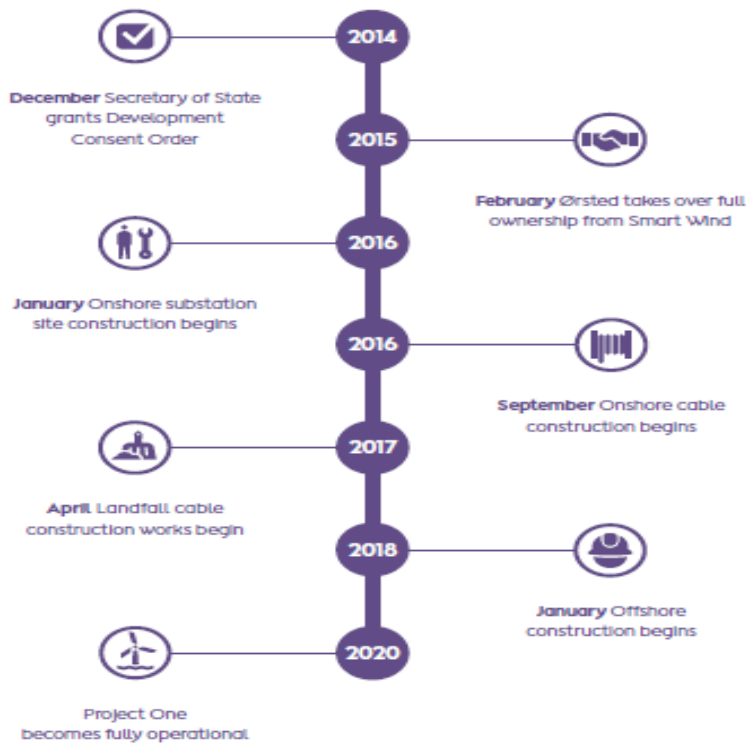 2014
December Secretary of State
grants Development
Consent Order
2015
February Ørsted takes over full
ownership from Smart Wind
2016
January Onshore substation
site construction begins
2016
September Onshore cable
construction begins
2017
April Landfall cable
construction works begin
2018
January Offshore
construction begins
2020
Project One
becomes fully operational